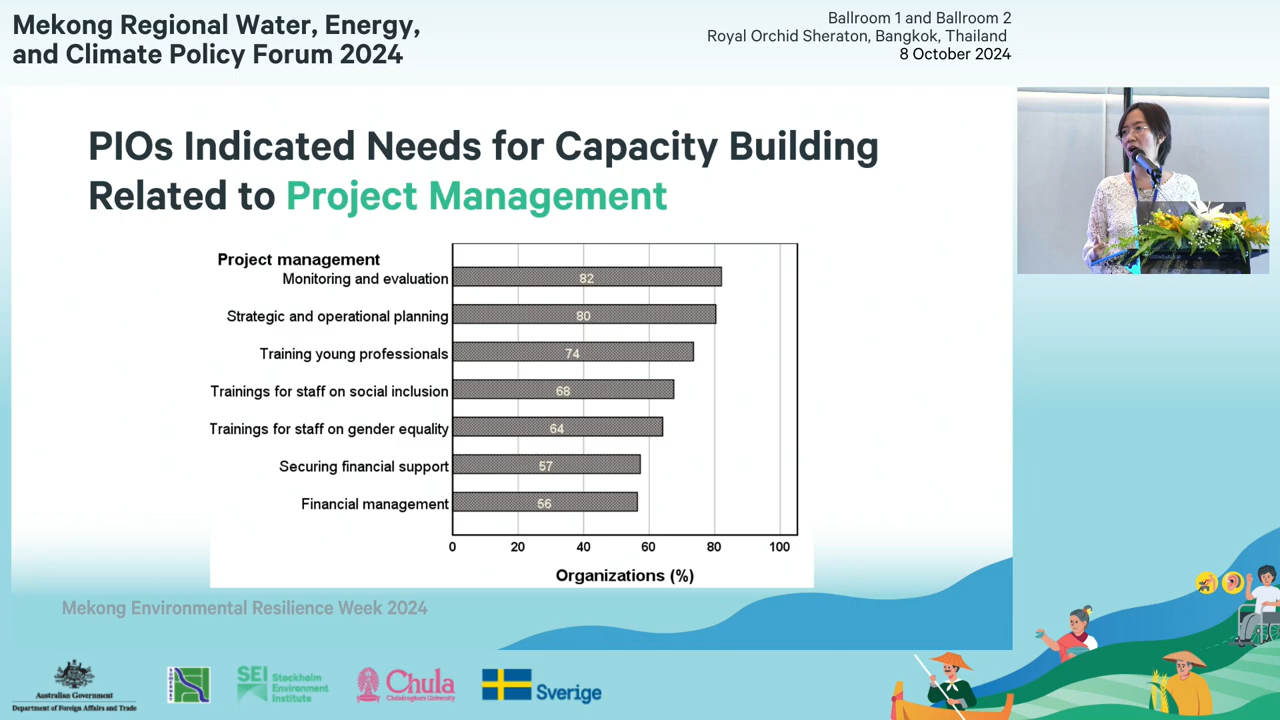 Mekong Regional Water, Energy,
and Climate Policy Forum 2024
Ballroom 1 and Ballroom 2
Royal Orchid Sheraton, Bangkok, Thailand
8 October 2024
PIOs Indicated Needs for Capacity Building
Related to Project Management
Project management
Monitoring and evaluation 82
Strategic and operational planning 80
Training young professionals 74
Trainings for staff on social inclusion 68
Trainings for staff on gender equality 64
Securing financial support 57
Financial management 56
0 20 40 60 80 100
Organizations (%)
Mekong Environmental Resilience Week 2024
Australian Government
Department of Foreign Affairs and Trade
SEI Stockholm
Environment
Institute
Chula
Chulalongkorn University
Sverige